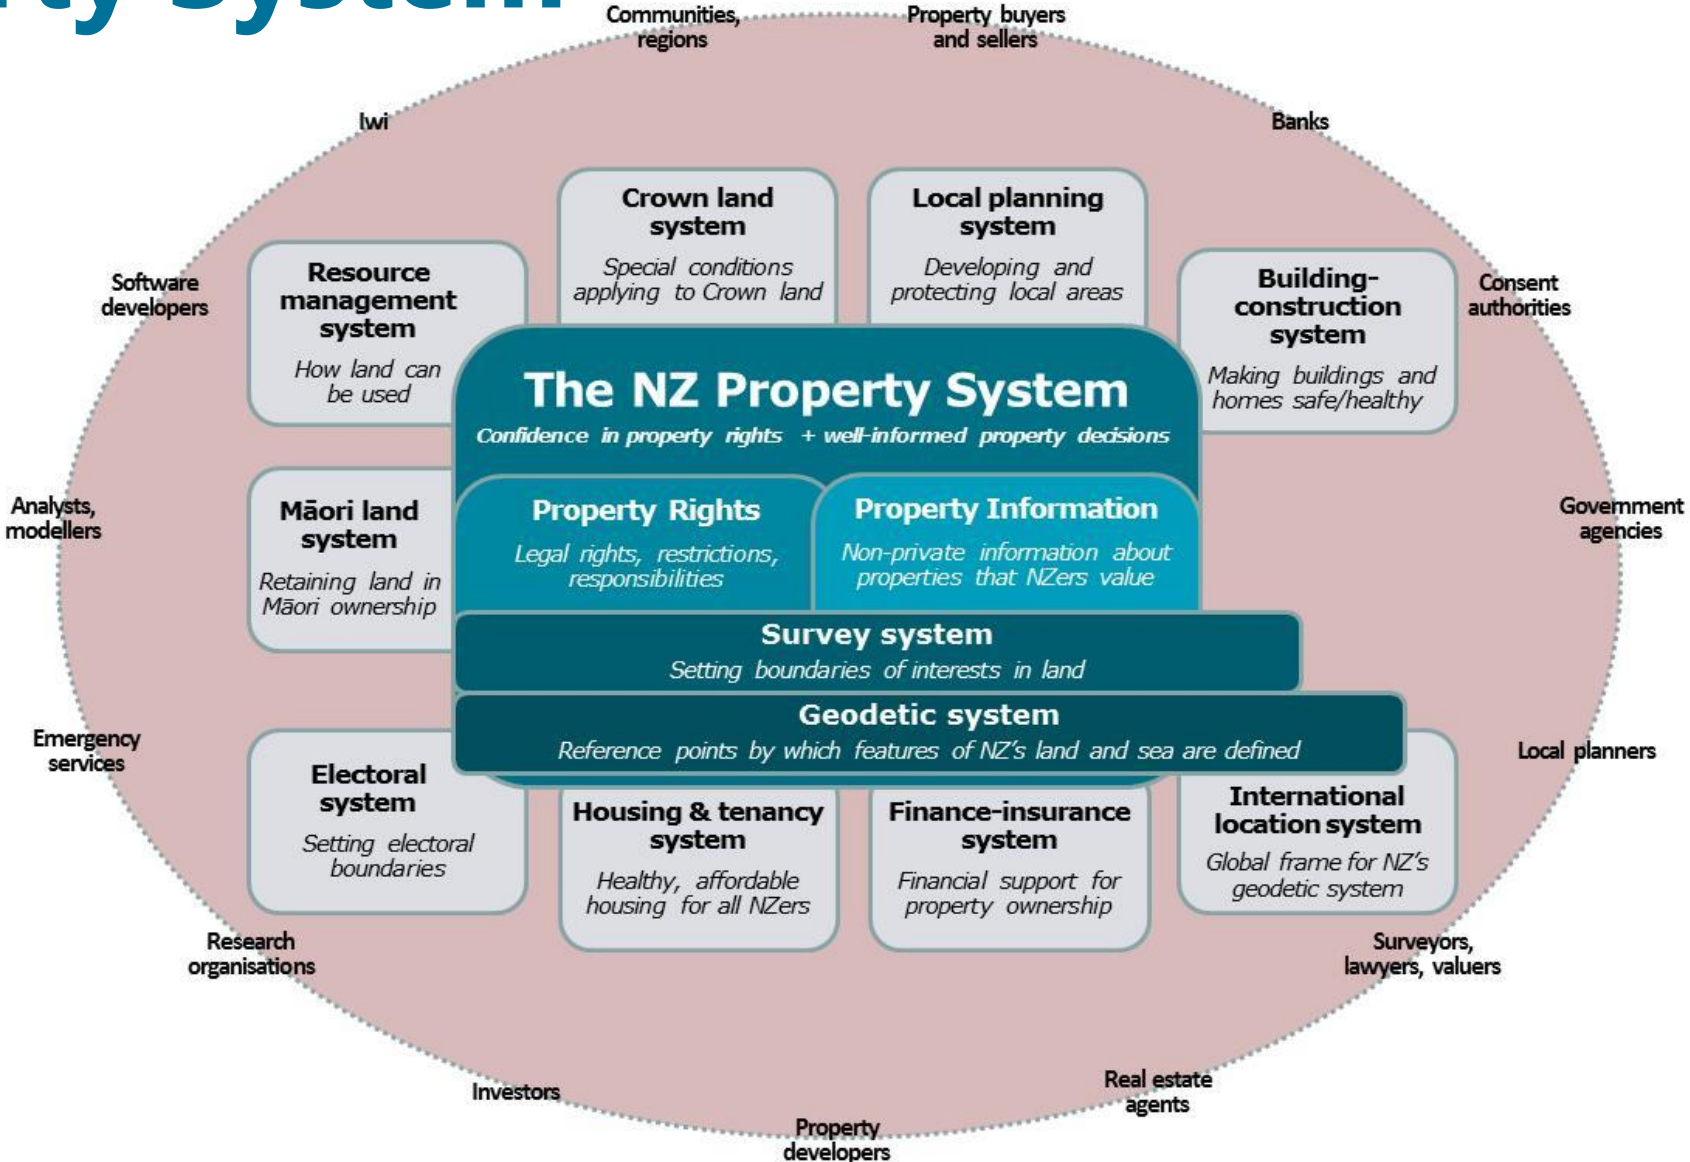 rty System
Communities,
regions
Property buyers
and sellers
Iwi
Banks
Crown land
system
Special conditions
applying to Crown land
Local planning
system
Developing and
protecting local areas
Software
developers
Resource
management
system
How land can
be used
Building-
construction
system
Making buildings and
homes safe/healthy
Consent
authorities
The NZ Property System
Confidence in property rights + well-informed property decisions
Analysts,
modellers
Māori land
system
Retaining land in
Māori ownership
Property Rights
Legal rights, restrictions,
responsibilities
Property Information
Non-private information about
properties that NZers value
Government
agencies
Survey system
Setting boundaries of interests in land
Geodetic system
Reference points by which features of NZ's land and sea are defined
Emergency
services
Local planners
Electoral
system
Setting electoral
boundaries
Housing & tenancy
system
Healthy, affordable
housing for all NZers
Finance-insurance
system
Financial support for
property ownership
International
location system
Global frame for NZ's
geodetic system
Research
organisations
Surveyors,
lawyers, valuers
Investors
Real estate
agents
Property
developers